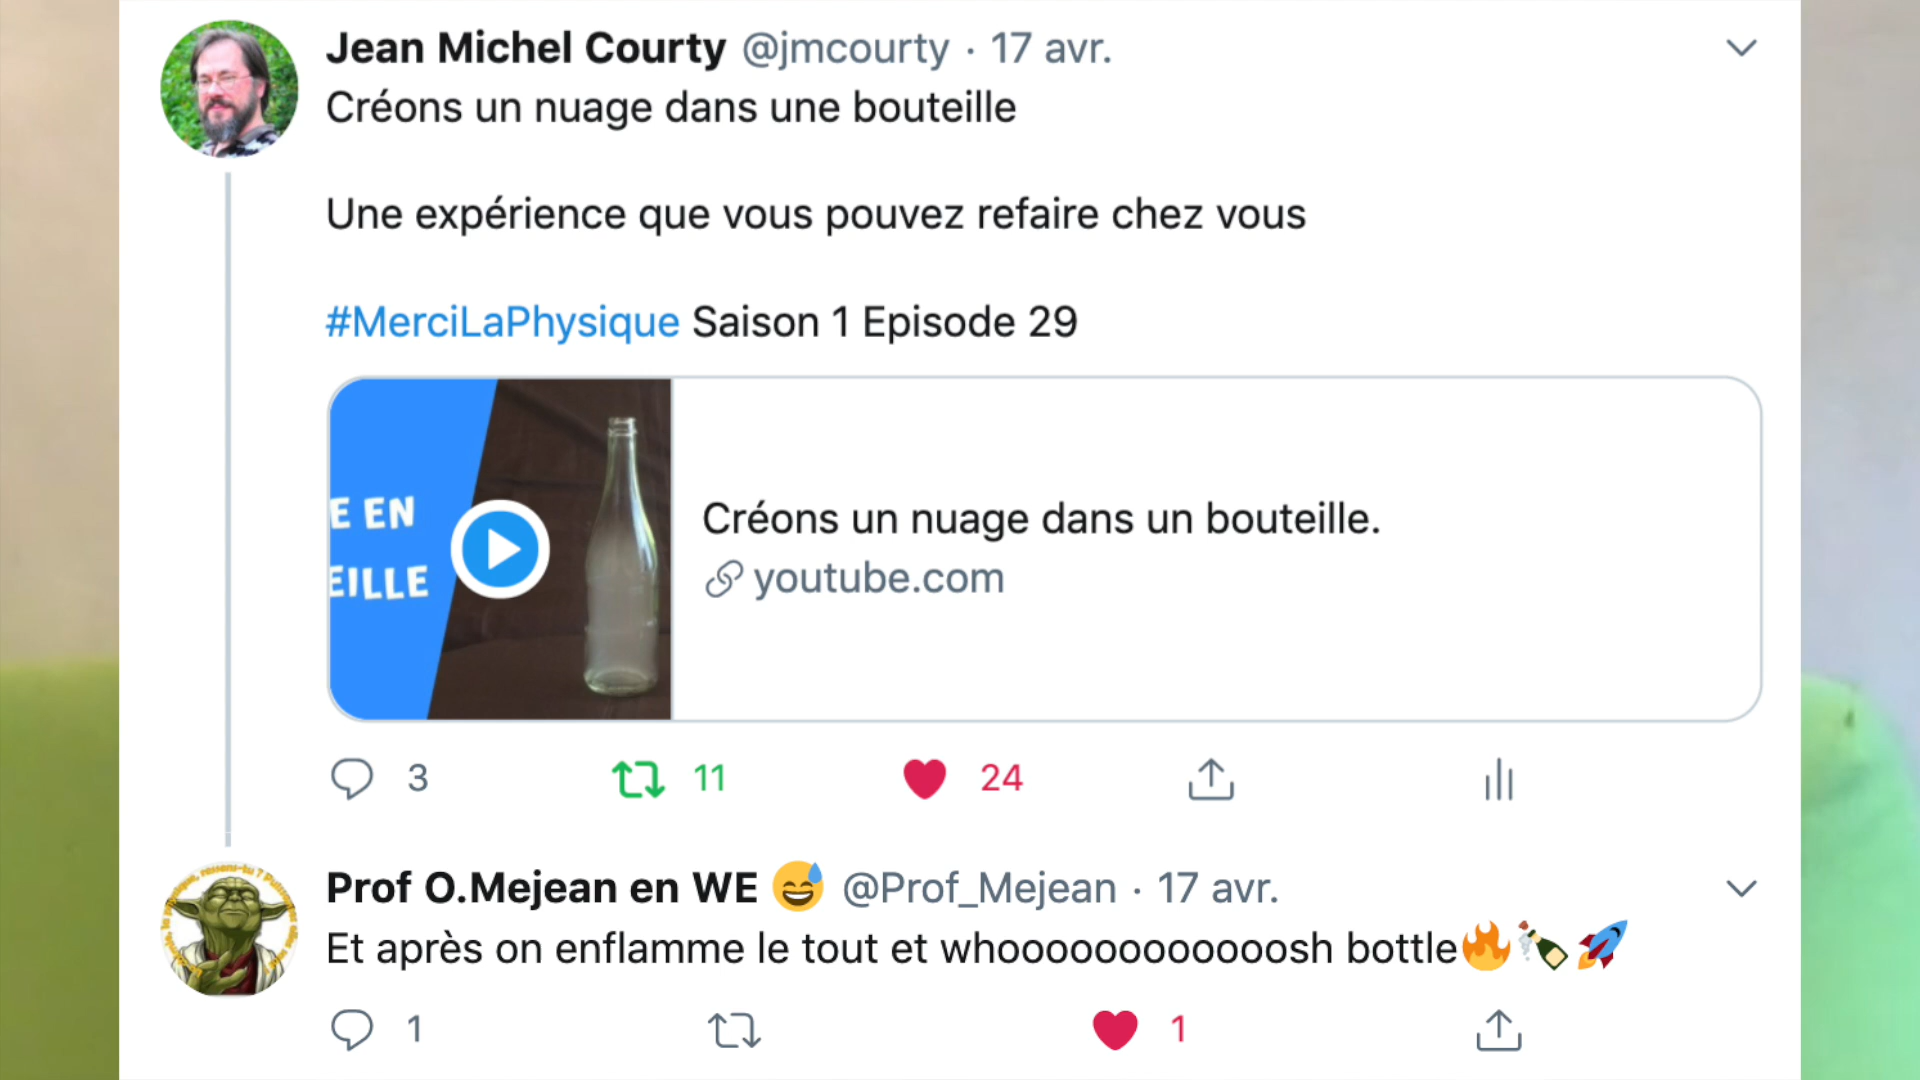 Jean Michel Courty @jmcourty · 17 avr.
Créons un nuage dans une bouteille
Une expérience que vous pouvez refaire chez vous
#MerciLaPhysique Saison 1 Episode 29
E EN
EILLE
Créons un nuage dans un bouteille.
youtube.com
3 11 24
Prof O.Mejean en WE 😅 @Prof_Mejean · 17 avr.
Et après on enflamme le tout et whoooooooooooosh bottle🔥🍾🚀
1 1